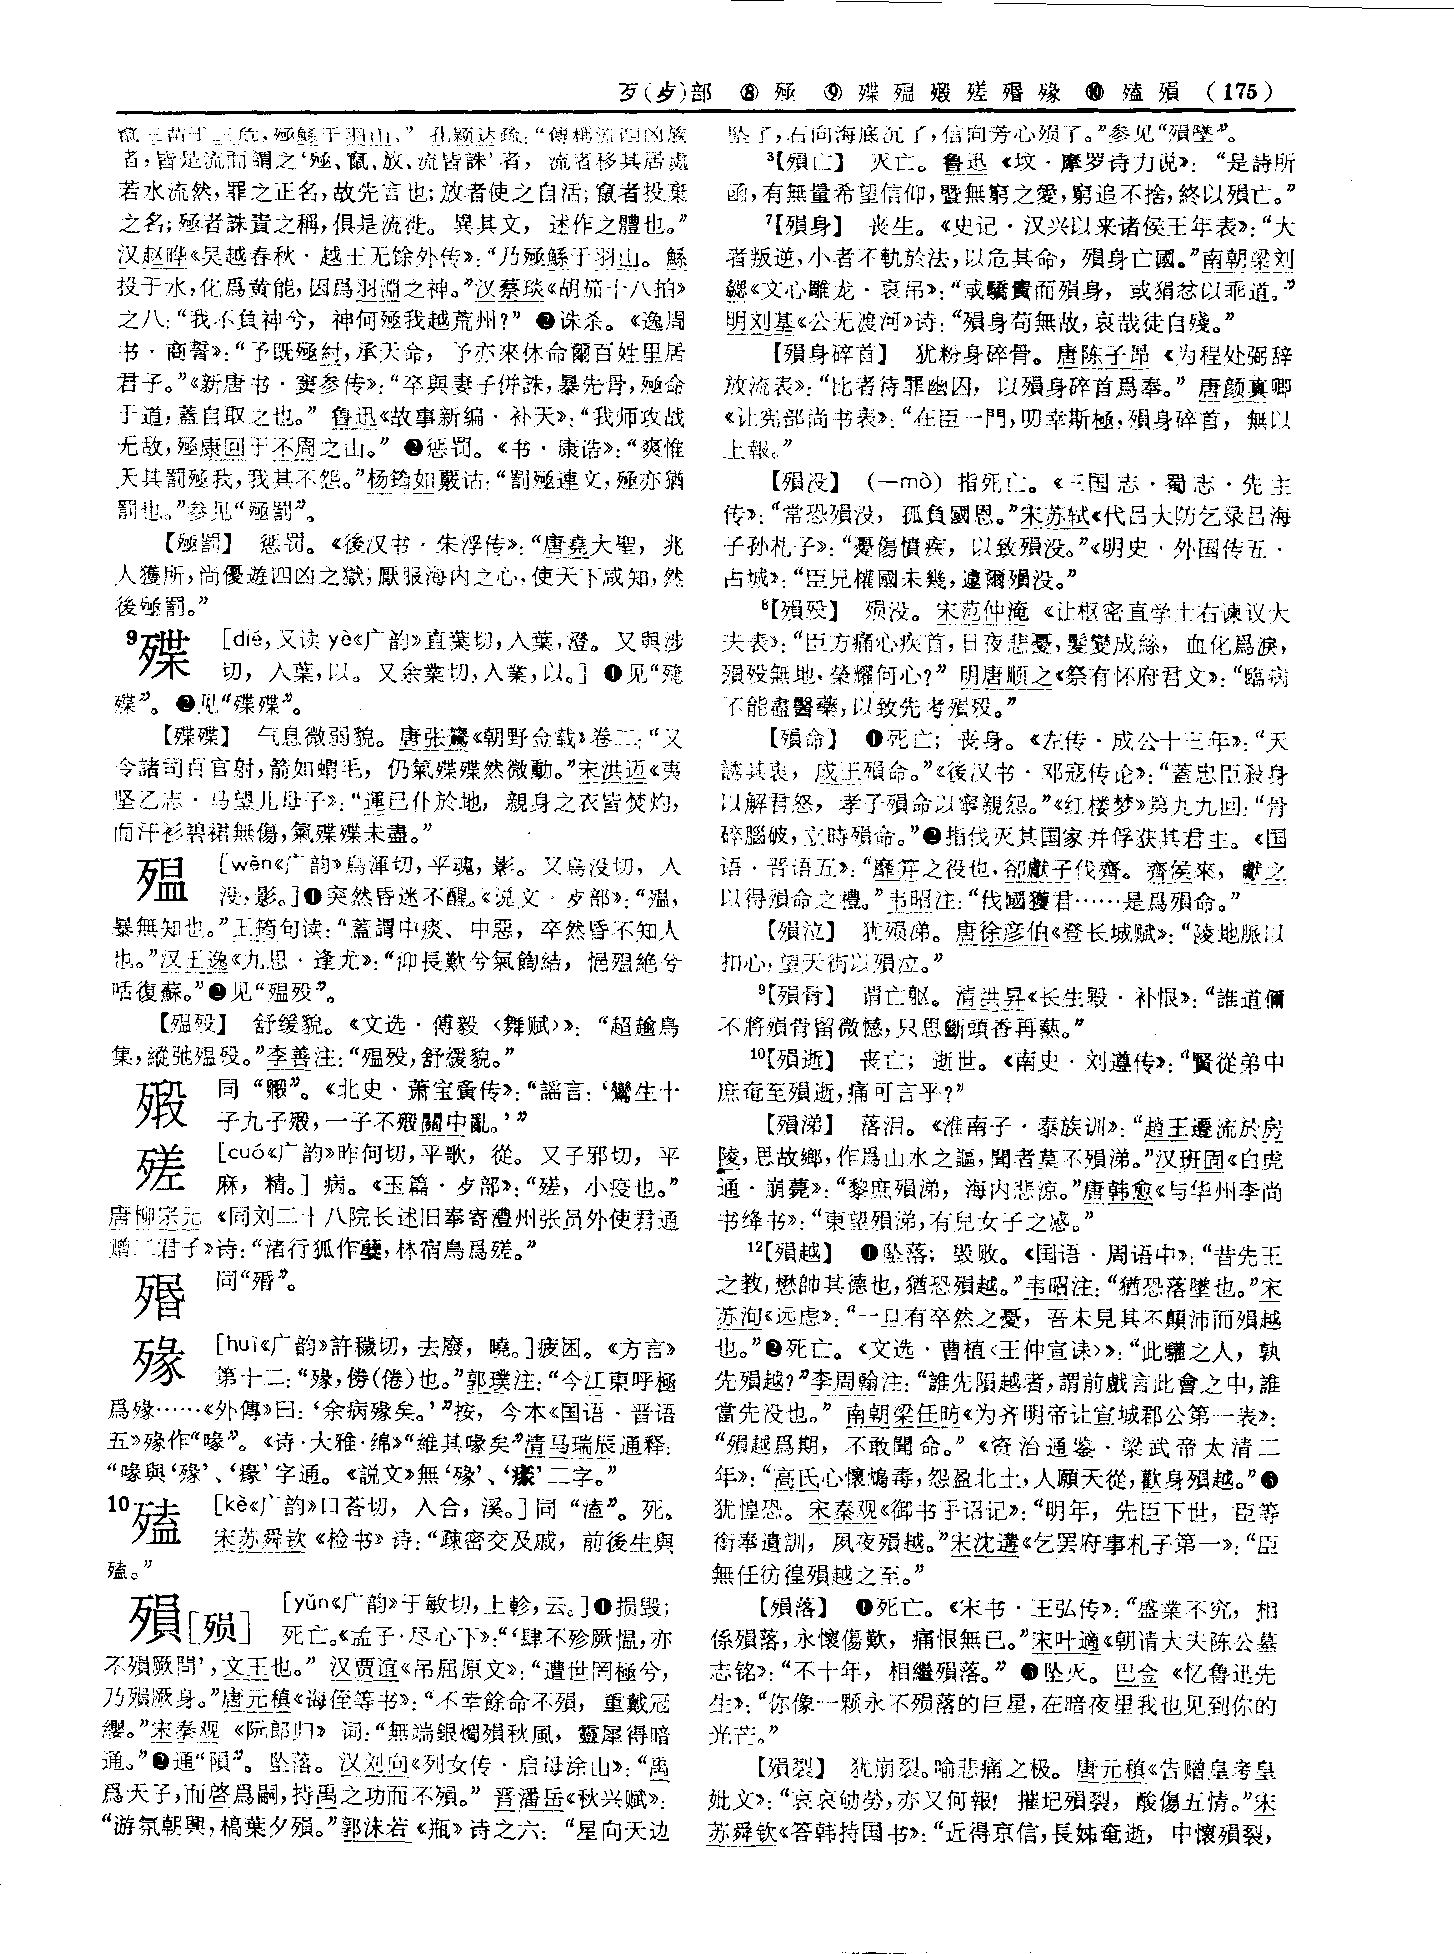 歹(歺)部 ⑧ 殛 ⑨ 殜 殟 毈 㾨 殙 㱵 ⑩ 殈 殞 (175)
竄三苗于三危，殛鯀于羽山。”孔颖达疏：“傳稱流四凶族
者，皆是流而謂之‘殛、竄、放、流皆誅’者，流者移其居處
若水流然，罪之正名，故先言也；放者使之自活；竄者投棄
之名；殛者誅責之稱，俱是流徙。異其文，述作之體也。”
汉赵晔《吴越春秋·越王无馀外传》：“乃殛鯀于羽山。鯀
投于水，化爲黄能，因爲羽淵之神。”汉蔡琰《胡笳十八拍》
之八：“我不負神兮，神何殛我越荒州？”❷诛杀。《逸周
书·商誓》：“予既殛紂，承天命，予亦來休命爾百姓里居
君子。”《新唐书·窦参传》：“卒與妻子併誅，暴先骨，殛命
于道，蓋自取之也。”鲁迅《故事新编·补天》：“我师攻战
无敌，殛康回于不周之山。”❷惩罚。《书·康诰》：“爽惟
天其罰殛我，我其不怨。”杨筠如覈诂：“罰殛連文，殛亦猶
罰也。”参见“殛罰”。
【殛罰】 惩罚。《後汉书·朱浮传》：“唐堯大聖，兆
人獲所，尚優遊四凶之獄，厭服海内之心，使天下咸知，然
後殛罰。”
9殜 [dié，又读yè《广韵》直葉切，入葉，澄。又與涉
切，入葉，以。又余業切，入業，以。]❶见“殗
殜”。❷见“殜殜”。
【殜殜】 气息微弱貌。唐张鷟《朝野佥载》卷二：“又
令諸司百官射，箭如蝟毛，仍氣殜殜然微動。”宋洪迈《夷
坚乙志·马望儿母子》：“運已仆於地，親身之衣皆焚灼，
而汗衫碧裙無傷，氣殜殜未盡。”
殟 [wēn《广韵》烏渾切，平魂，影。又烏没切，入
没，影。]❶突然昏迷不醒。《说文·歺部》：“殟，
暴無知也。”王筠句读：“蓋謂中痰、中惡，卒然昏不知人
也。”汉王逸《九思·逢尤》：“仰長歎兮氣䭇結，悒殟絶兮
咶復蘇。”❷见“殟殁”。
【殟殁】 舒缓貌。《文选·傅毅〈舞赋〉》：“超趫鳥
集，縱弛殟殁。”李善注：“殟殁，舒缓貌。”
同“毈”。《北史·萧宝夤传》：“謡言：‘鸞生十
子九子毈，一子不毈關中亂。’”
[cuó《广韵》昨何切，平歌，從。又子邪切，平
麻，精。]病。《玉篇·歺部》：“𣩈，小疫也。”
唐柳宗元《同刘二十八院长述旧奉寄澧州张员外使君通
赠二君子》诗：“渚行狐作孽，林宿鳥爲𣩈。”
同“殙”。
[huì《广韵》許穢切，去廢，曉。]疲困。《方言》
第十二：“㱵，㑻(倦)也。”郭璞注：“今江東呼極
爲㱵……《外傳》曰：‘余病㱵矣。’”按，今本《国语·晋语
五》㱵作“喙”。《诗·大雅·绵》“維其喙矣”清马瑞辰通释：
“喙與‘㱵’、‘瘃’字通。《説文》無‘㱵’、‘瘃’二字。”
10㱼 [kè《广韵》口荅切，入合，溪。]同“溘”。死。
宋苏舜钦《检书》诗：“疎密交及戚，前後生與
㱼。”
殞[殒] [yǔn《广韵》于敏切，上軫，云。]❶损毁；
死亡。《孟子·尽心下》：“‘肆不殄厥愠，亦
不殞厥問’，文王也。”汉贾谊《吊屈原文》：“遭世罔極兮，
乃殞厥身。”唐元稹《诲侄等书》：“不幸餘命不殞，重戴冠
纓。”宋秦观《阮郎归》词：“無端銀燭殞秋風，靈犀得暗
通。”❷通“隕”。坠落。汉刘向《列女传·启母涂山》：“禹
爲天子，而啓爲嗣，持禹之功而不殞。”晋潘岳《秋兴赋》：
“游氛朝興，槁葉夕殞。”郭沫若《瓶》诗之六：“星向天边
坠了，石向海底沉了，信向芳心殒了。”参见“殞墜”。
3【殞亡】 灭亡。鲁迅《坟·摩罗诗力说》：“是詩所
函，有無量希望信仰，暨無窮之愛，窮追不捨，終以殞亡。”
7【殞身】 丧生。《史记·汉兴以来诸侯王年表》：“大
者叛逆，小者不軌於法，以危其命，殞身亡國。”南朝梁刘
勰《文心雕龙·哀吊》：“或驕貴而殞身，或狷忿以乖道。”
明刘基《公无渡河》诗：“殞身苟無故，哀哉徒自殘。”
【殞身碎首】 犹粉身碎骨。唐陈子昂《为程处弼辞
放流表》：“比者待罪幽囚，以殞身碎首爲奉。”唐颜真卿
《让宪部尚书表》：“在臣一門，叨幸斯極，殞身碎首，無以
上報。”
【殞没】 (—mò)指死亡。《三国志·蜀志·先主
传》：“常恐殞没，孤負國恩。”宋苏轼《代吕大防乞录吕海
子孙札子》：“憂傷憤疾，以致殞没。”《明史·外国传五·
占城》：“臣兄權國未幾，遽爾殞没。”
8【殞殁】 殒没。宋范仲淹《让枢密直学士右谏议大
夫表》：“臣方痛心疾首，日夜悲憂，髮變成絲，血化爲淚，
殞殁無地，榮耀何心？”明唐顺之《祭有怀府君文》：“臨病
不能盡醫藥，以致先考殞殁。”
【殞命】 ❶死亡；丧身。《左传·成公十三年》：“天
誘其衷，成王殞命。”《後汉书·邓寇传论》：“蓋忠臣殺身
以解君怒，孝子殞命以寧親怨。”《红楼梦》第九九回：“骨
碎腦破，立時殞命。”❷指伐灭其国家并俘获其君主。《国
语·晋语五》：“靡笄之役也，郤獻子伐齊。齊侯來，獻之
以得殞命之禮。”韦昭注：“伐國獲君……是爲殞命。”
【殞泣】 犹殒涕。唐徐彦伯《登长城赋》：“陵地脈以
扣心，望天街以殞泣。”
9【殞骨】 谓亡躯。清洪昇《长生殿·补恨》：“誰道價
不將殞骨留微憾，只思斷頭香再爇。”
10【殞逝】 丧亡；逝世。《南史·刘遵传》：“賢從弟中
庶奄至殞逝，痛可言乎？”
【殞涕】 落泪。《淮南子·泰族训》：“趙王遷流於房
陵，思故鄉，作爲山水之謳，聞者莫不殞涕。”汉班固《白虎
通·崩薨》：“黎庶殞涕，海内悲凉。”唐韩愈《与华州李尚
书绛书》：“東望殞涕，有兒女子之感。”
12【殞越】 ❶坠落；毁败。《国语·周语中》：“昔先王
之教，懋帥其德也，猶恐殞越。”韦昭注：“猶恐落墜也。”宋
苏洵《远虑》：“一旦有卒然之憂，吾未見其不顛沛而殞越
也。”❷死亡。《文选·曹植〈王仲宣诔〉》：“此驩之人，孰
先殞越？”李周翰注：“誰先隕越者，謂前戲言此會之中，誰
當先没也。”南朝梁任昉《为齐明帝让宣城郡公第一表》：
“殞越爲期，不敢聞命。”《资治通鉴·梁武帝太清二
年》：“高氏心懷鴆毒，怨盈北土，人願天從，歡身殞越。”❸
犹惶恐。宋秦观《御书手诏记》：“明年，先臣下世，臣等
銜奉遺訓，夙夜殞越。”宋沈遘《乞罢府事札子第一》：“臣
無任彷徨殞越之至。”
【殞落】 ❶死亡。《宋书·王弘传》：“盛業不究，相
係殞落，永懷傷歎，痛恨無已。”宋叶適《朝请大夫陈公墓
志铭》：“不十年，相繼殞落。”❷坠灭。巴金《忆鲁迅先
生》：“你像一颗永不殒落的巨星，在暗夜里我也见到你的
光芒。”
【殞裂】 犹崩裂。喻悲痛之极。唐元稹《告赠皇考皇
妣文》：“哀哀劬勞，亦又何報！摧圮殞裂，酸傷五情。”宋
苏舜钦《答韩持国书》：“近得京信，長姊奄逝，中懷殞裂，